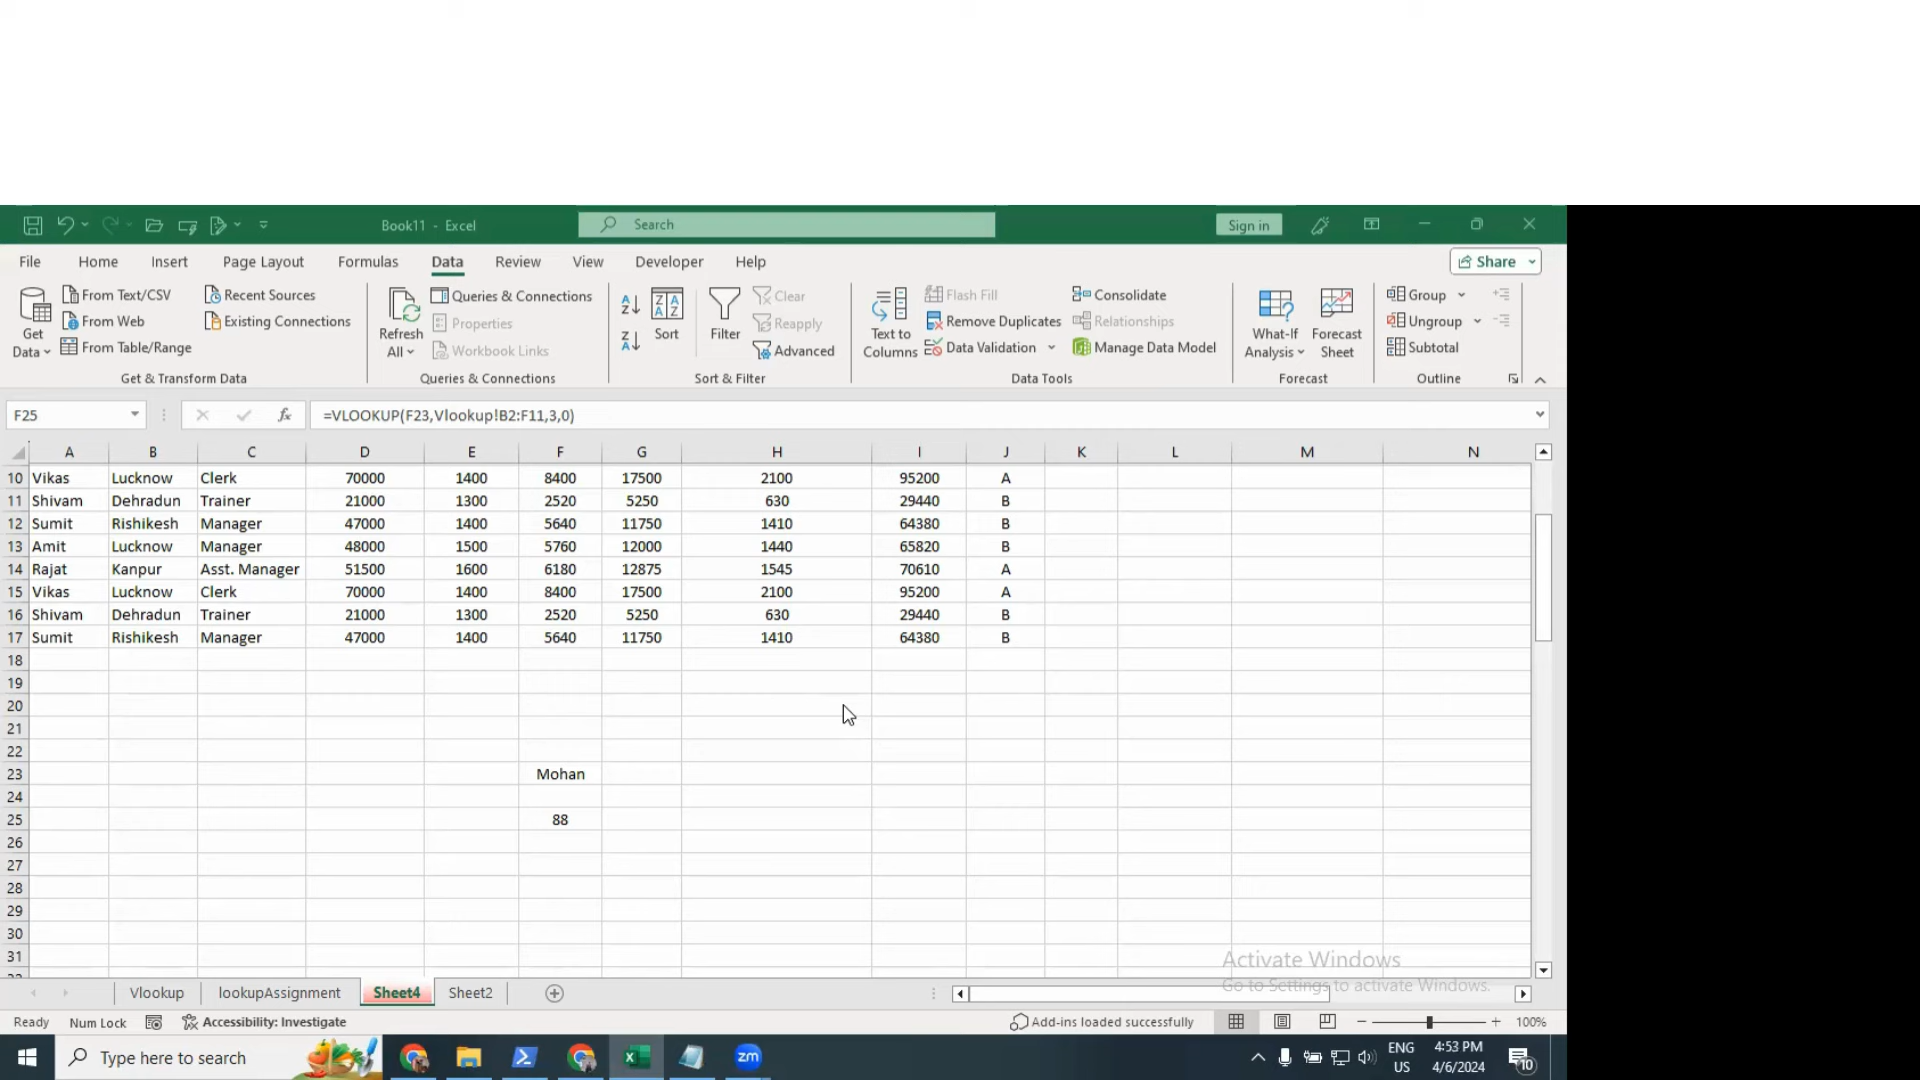 Book11 - Excel
Search
Sign in
File Home Insert Page Layout Formulas Data Review View Developer Help
Share
Get Data
From Text/CSV
From Web
From Table/Range
Recent Sources
Existing Connections
Get & Transform Data
Refresh All
Queries & Connections
Properties
Workbook Links
Queries & Connections
Sort
Filter
Clear
Reapply
Advanced
Sort & Filter
Text to Columns
Flash Fill
Remove Duplicates
Data Validation
Consolidate
Relationships
Manage Data Model
Data Tools
What-If Analysis
Forecast Sheet
Forecast
Group
Ungroup
Subtotal
Outline
F25
fx
=VLOOKUP(F23,Vlookup!B2:F11,3,0)
A B C D E F G H I J K L M N
10 Vikas Lucknow Clerk 70000 1400 8400 17500 2100 95200 A
11 Shivam Dehradun Trainer 21000 1300 2520 5250 630 29440 B
12 Sumit Rishikesh Manager 47000 1400 5640 11750 1410 64380 B
13 Amit Lucknow Manager 48000 1500 5760 12000 1440 65820 B
14 Rajat Kanpur Asst. Manager 51500 1600 6180 12875 1545 70610 A
15 Vikas Lucknow Clerk 70000 1400 8400 17500 2100 95200 A
16 Shivam Dehradun Trainer 21000 1300 2520 5250 630 29440 B
17 Sumit Rishikesh Manager 47000 1400 5640 11750 1410 64380 B
18
19
20
21
22
23 Mohan
24
25 88
26
27
28
29
30
31
Activate Windows
Go to Settings to activate Windows.
Vlookup lookupAssignment Sheet4 Sheet2
Ready Num Lock Accessibility: Investigate Add-ins loaded successfully 100%
Type here to search
zm
ENG
US
4:53 PM
4/6/2024
10